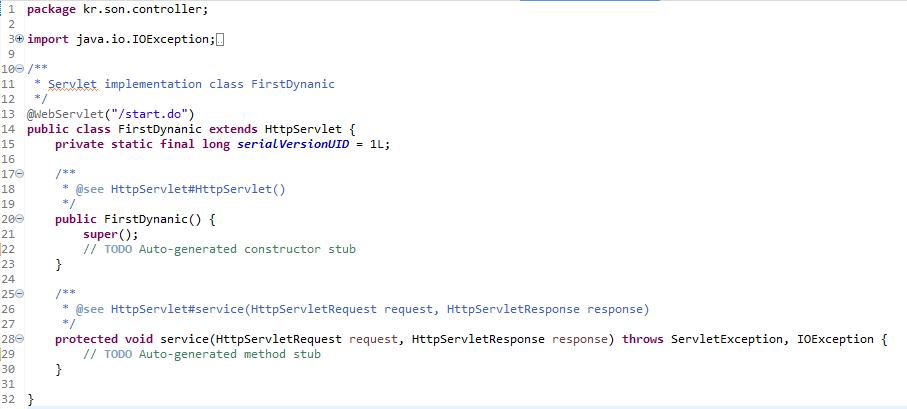 1 package kr.son.controller;
2
3 import java.io.IOException;
9
10 /**
11 * Servlet implementation class FirstDynanic
12 */
13 @WebServlet("/start.do")
14 public class FirstDynanic extends HttpServlet {
15 private static final long serialVersionUID = 1L;
16
17 /**
18 * @see HttpServlet#HttpServlet()
19 */
20 public FirstDynanic() {
21 super();
22 // TODO Auto-generated constructor stub
23 }
24
25 /**
26 * @see HttpServlet#service(HttpServletRequest request, HttpServletResponse response)
27 */
28 protected void service(HttpServletRequest request, HttpServletResponse response) throws ServletException, IOException {
29 // TODO Auto-generated method stub
30 }
31
32 }